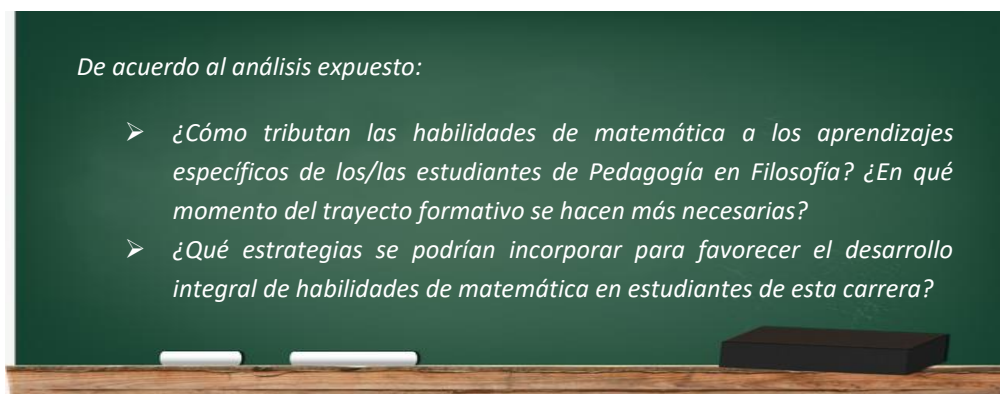 De acuerdo al análisis expuesto:
➢ ¿Cómo tributan las habilidades de matemática a los aprendizajes
específicos de los/las estudiantes de Pedagogía en Filosofía? ¿En qué
momento del trayecto formativo se hacen más necesarias?
➢ ¿Qué estrategias se podrían incorporar para favorecer el desarrollo
integral de habilidades de matemática en estudiantes de esta carrera?